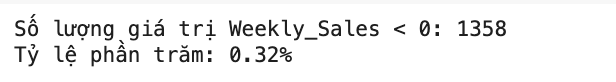 Số lượng giá trị Weekly_Sales < 0: 1358
Tỷ lệ phần trăm: 0.32%